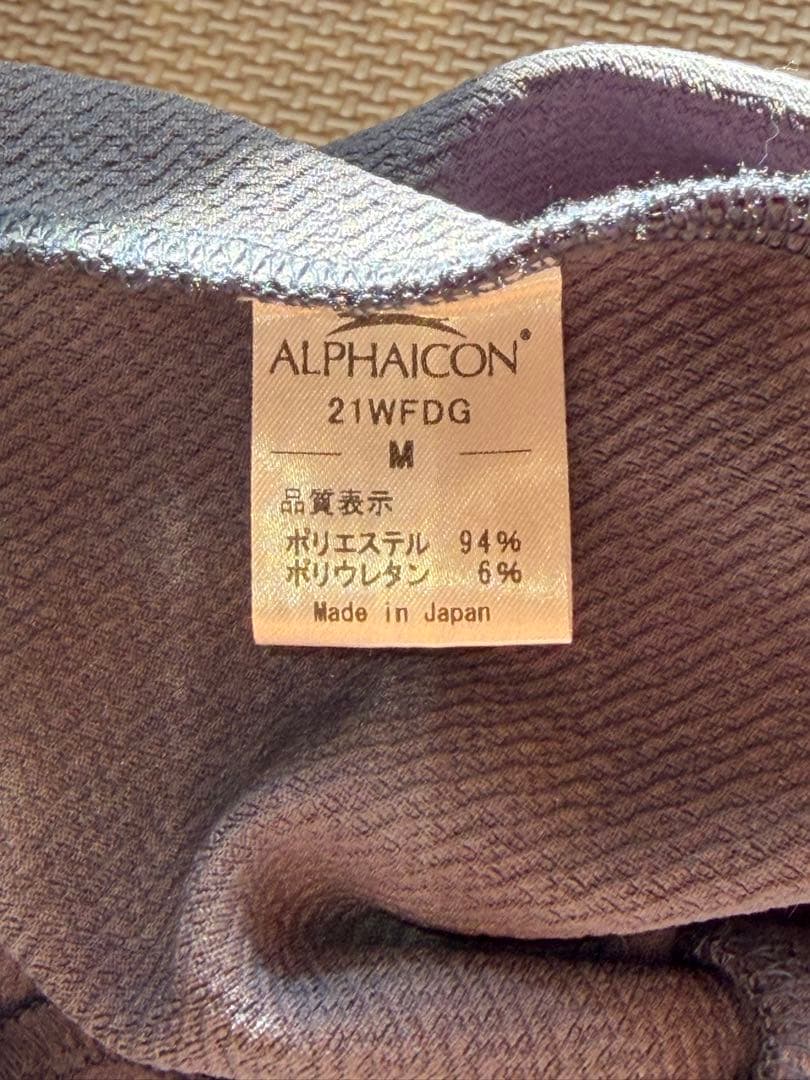 ALPHAICON®
21WFDG
M
品質表示
ポリエステル 94%
ポリウレタン 6%
Made in Japan